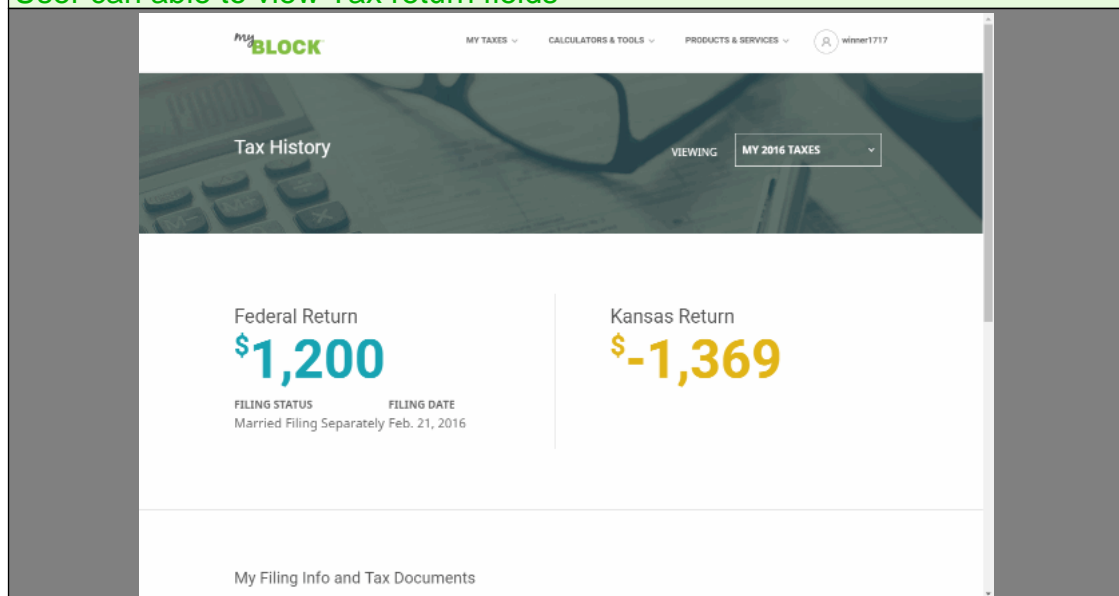 User can able to view Tax return fields
my BLOCK MY TAXES CALCULATORS & TOOLS PRODUCTS & SERVICES winner1717
Tax History VIEWING MY 2016 TAXES
Federal Return Kansas Return
$1,200 $-1,369
FILING STATUS FILING DATE
Married Filing Separately Feb. 21, 2016
My Filing Info and Tax Documents